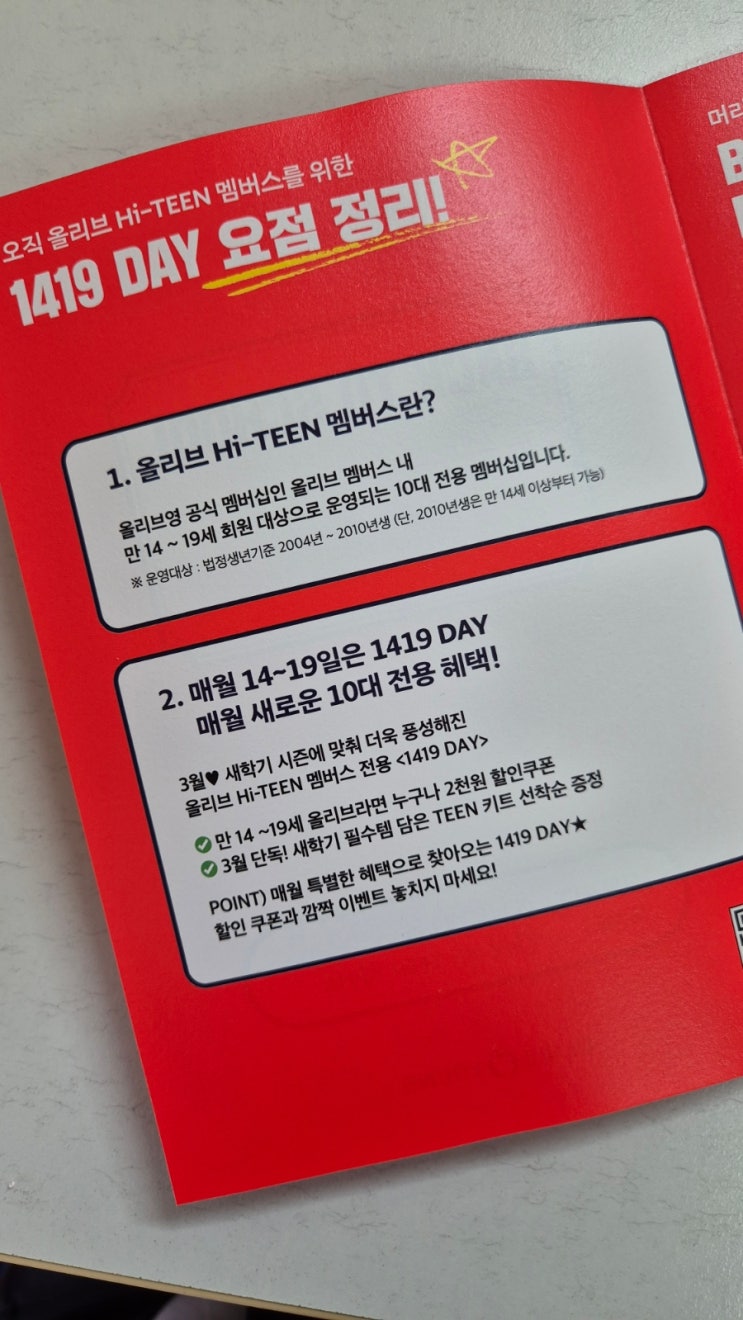 오직 올리브 Hi-TEEN 멤버스를 위한
1419 DAY 요점 정리!
1. 올리브 Hi-TEEN 멤버스란?
올리브영 공식 멤버십인 올리브 멤버스 내
만 14 ~ 19세 회원 대상으로 운영되는 10대 전용 멤버십입니다.
※ 운영대상 : 법정생년기준 2004년 ~ 2010년생 (단, 2010년생은 만 14세 이상부터 가능)
2. 매월 14~19일은 1419 DAY
매월 새로운 10대 전용 혜택!
3월♥ 새학기 시즌에 맞춰 더욱 풍성해진
올리브 Hi-TEEN 멤버스 전용 <1419 DAY>
✓ 만 14 ~19세 올리브라면 누구나 2천원 할인쿠폰
✓ 3월 단독! 새학기 필수템 담은 TEEN 키트 선착순 증정
POINT) 매월 특별한 혜택으로 찾아오는 1419 DAY★
할인 쿠폰과 깜짝 이벤트 놓치지 마세요!
머리